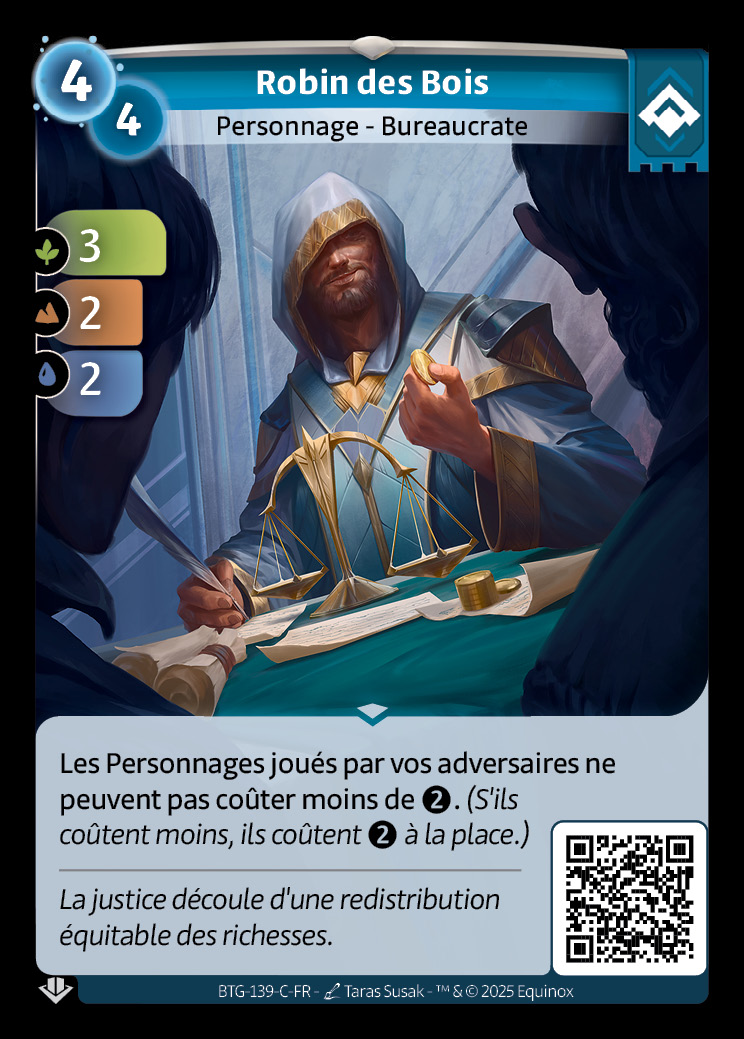 4
Robin des Bois
4
Personnage - Bureaucrate
3
2
2
Les Personnages joués par vos adversaires ne
peuvent pas coûter moins de 2. (S'ils
coûtent moins, ils coûtent 2 à la place.)
La justice découle d'une redistribution
équitable des richesses.
BTG-139-C-FR - Taras Susak - ™ & © 2025 Equinox